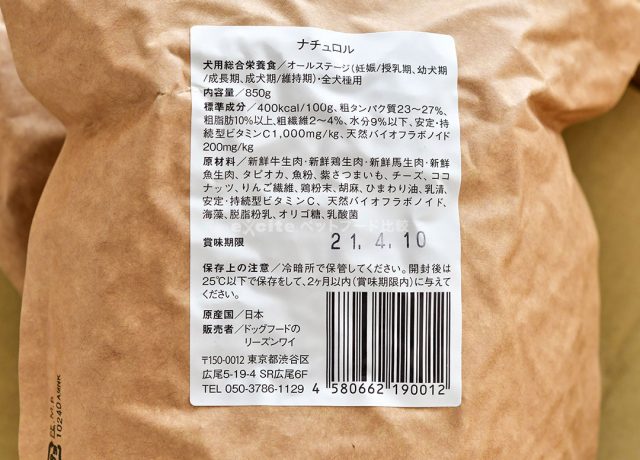 ナチュロル
犬用総合栄養食／オールステージ（妊娠/授乳期、幼犬期
/成長期、成犬期/維持期）・全犬種用
内容量／850g
標準成分／400kcal/100g、粗タンパク質23～27%、
粗脂肪10%以上、粗繊維2～4%、水分9%以下、安定・持
続型ビタミンC1,000mg/kg、天然バイオフラボノイド
200mg/kg
原材料／新鮮牛生肉・新鮮鶏生肉・新鮮馬生肉・新鮮
魚生肉、タピオカ、魚粉、紫さつまいも、チーズ、ココ
ナッツ、りんご繊維、鶏粉末、胡麻、ひまわり油、乳清、
安定・持続型ビタミンC、天然バイオフラボノイド、
海藻、脱脂粉乳、オリゴ糖、乳酸菌
excite ペットフード比較
賞味期限 21.4.10
保存上の注意／冷暗所で保管してください。開封後は
25℃以下で保存をして、2ヶ月以内（賞味期限内）に与えて
ください。
原産国／日本
販売者／ドッグフードの
リーズンワイ
〒150-0012 東京都渋谷区
広尾5-19-4 SR広尾6F
TEL 050-3786-1129
4 580662 190012